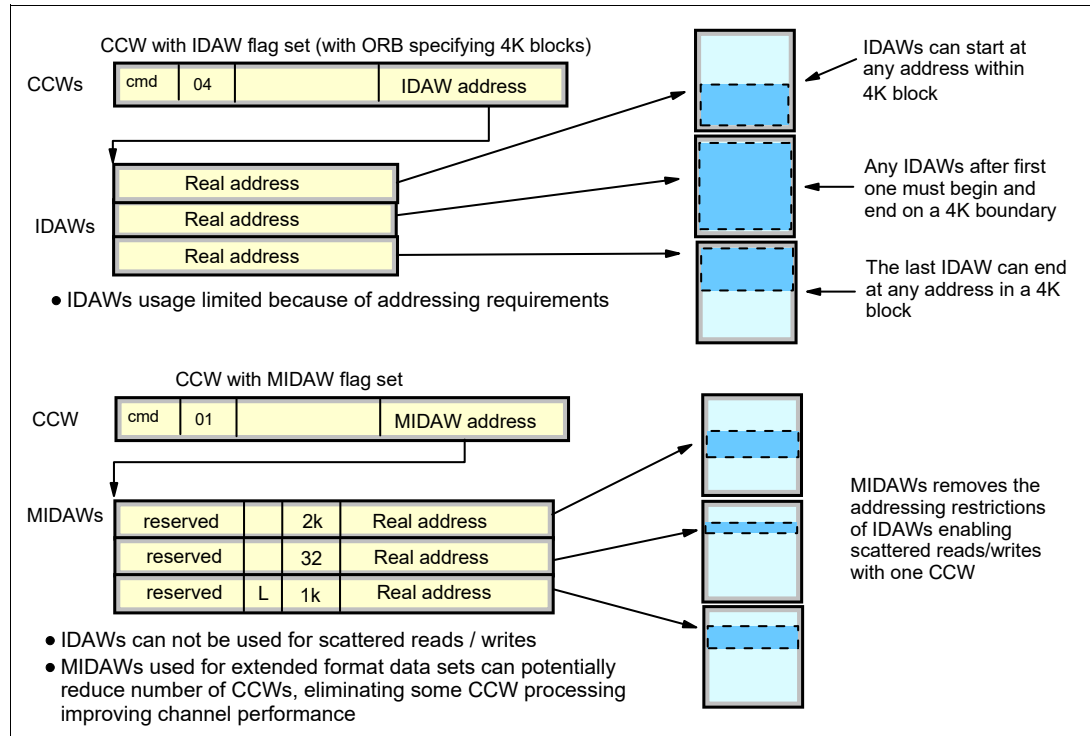 CCW with IDAW flag set (with ORB specifying 4K blocks)
CCWs
cmd
04
IDAW address
IDAWs can start at
any address within
4K block
IDAWs
Real address
Real address
Real address
Any IDAWs after first
one must begin and
end on a 4K boundary
The last IDAW can end
at any address in a 4K
block
● IDAWs usage limited because of addressing requirements
CCW with MIDAW flag set
CCW
cmd
01
MIDAW address
MIDAWs
reserved 2k Real address
reserved 32 Real address
reserved L 1k Real address
MIDAWs removes the
addressing restrictions
of IDAWs enabling
scattered reads/writes
with one CCW
● IDAWs can not be used for scattered reads / writes
● MIDAWs used for extended format data sets can potentially
reduce number of CCWs, eliminating some CCW processing
improving channel performance